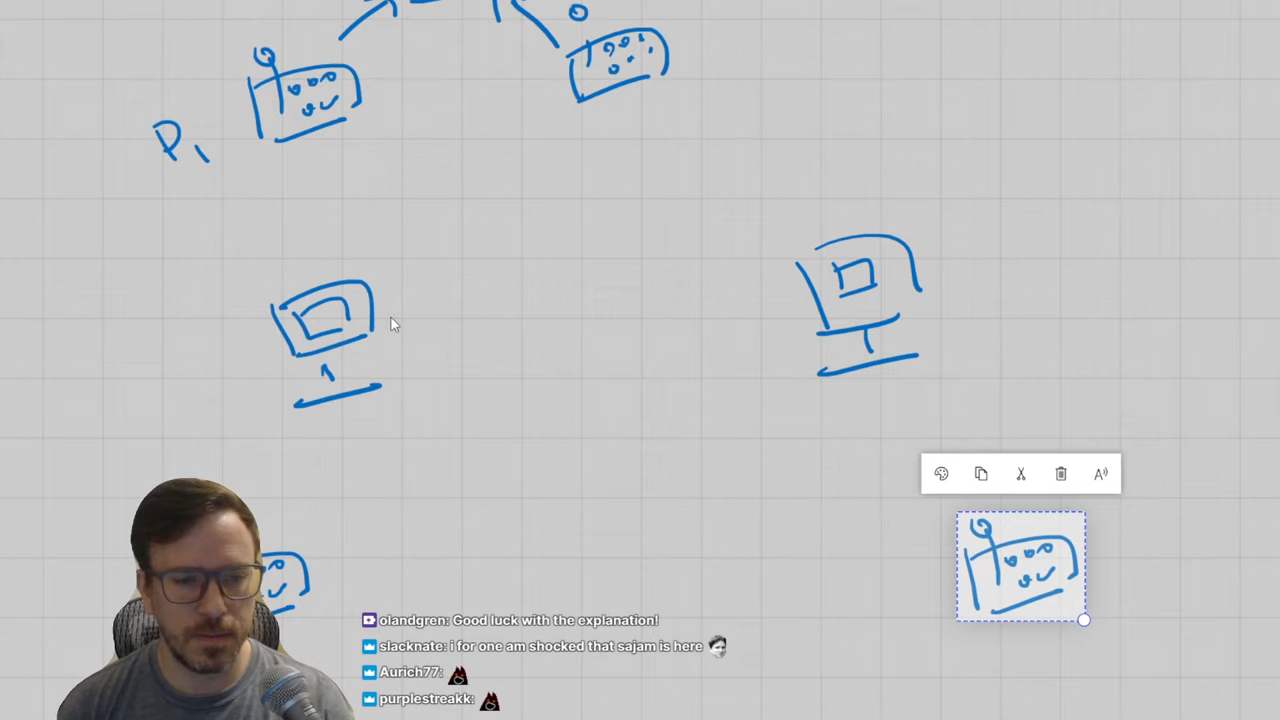 P1
A
olandgren: Good luck with the explanation!
slacknate: i for one am shocked that sajam is here
Aurich77:
purplestreakk: